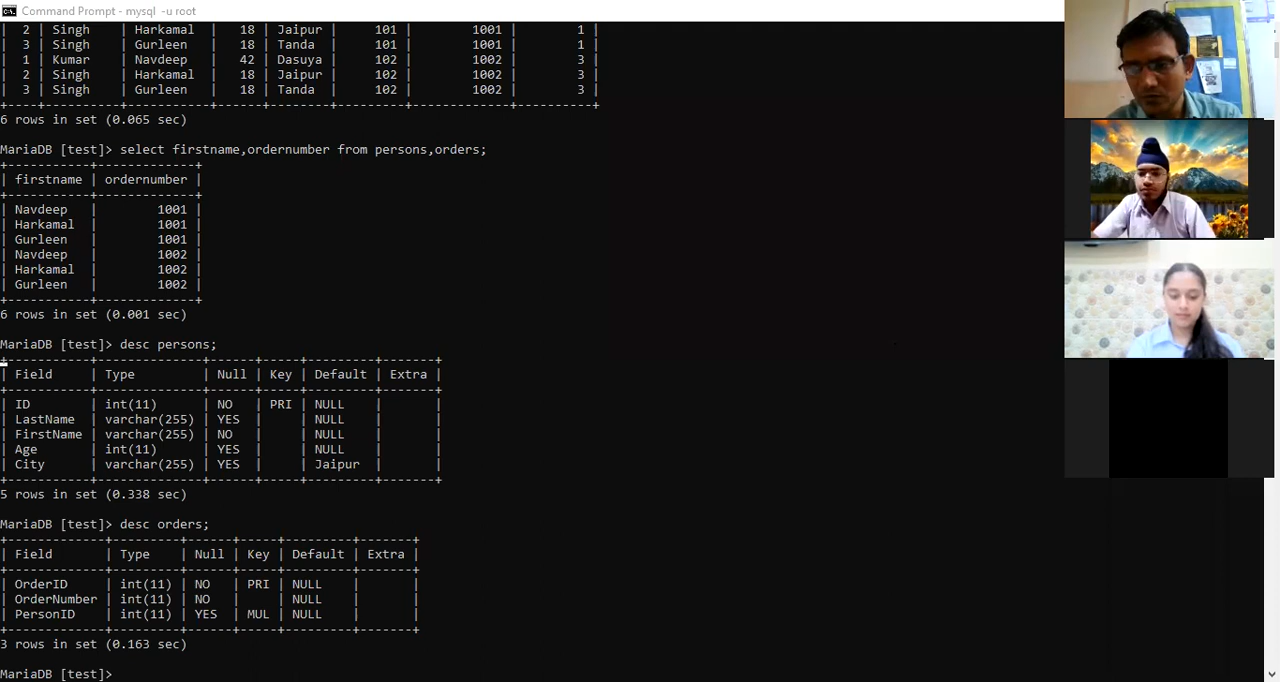 Command Prompt - mysql -u root
| 2 | Singh | Harkamal | 18 | Jaipur | 101 | 1001 | 1 |
| 3 | Singh | Gurleen | 18 | Tanda | 101 | 1001 | 1 |
| 1 | Kumar | Navdeep | 42 | Dasuya | 102 | 1002 | 3 |
| 2 | Singh | Harkamal | 18 | Jaipur | 102 | 1002 | 3 |
| 3 | Singh | Gurleen | 18 | Tanda | 102 | 1002 | 3 |
+----+----------+-----------+------+--------+---------+-------------+----------+
6 rows in set (0.065 sec)
MariaDB [test]> select firstname,ordernumber from persons,orders;
+-----------+-------------+
| firstname | ordernumber |
+-----------+-------------+
| Navdeep | 1001 |
| Harkamal | 1001 |
| Gurleen | 1001 |
| Navdeep | 1002 |
| Harkamal | 1002 |
| Gurleen | 1002 |
+-----------+-------------+
6 rows in set (0.001 sec)
MariaDB [test]> desc persons;
+-----------+--------------+------+-----+---------+-------+
| Field | Type | Null | Key | Default | Extra |
+-----------+--------------+------+-----+---------+-------+
| ID | int(11) | NO | PRI | NULL | |
| LastName | varchar(255) | YES | | NULL | |
| FirstName | varchar(255) | NO | | NULL | |
| Age | int(11) | YES | | NULL | |
| City | varchar(255) | YES | | Jaipur | |
+-----------+--------------+------+-----+---------+-------+
5 rows in set (0.338 sec)
MariaDB [test]> desc orders;
+-------------+---------+------+-----+---------+-------+
| Field | Type | Null | Key | Default | Extra |
+-------------+---------+------+-----+---------+-------+
| OrderID | int(11) | NO | PRI | NULL | |
| OrderNumber | int(11) | NO | | NULL | |
| PersonID | int(11) | YES | MUL | NULL | |
+-------------+---------+------+-----+---------+-------+
3 rows in set (0.163 sec)
MariaDB [test]>